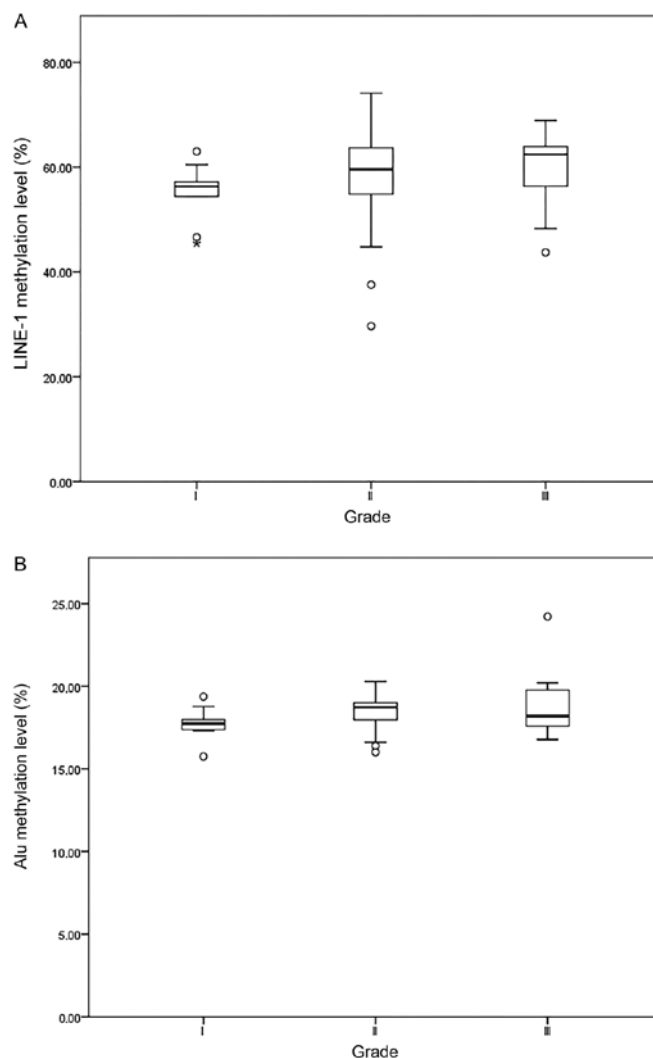 A
80.00
60.00
40.00
20.00
0.00
LINE-1 methylation level (%)
I
II
III
Grade
B
25.00
20.00
15.00
10.00
5.00
0.00
Alu methylation level (%)
I
II
III
Grade